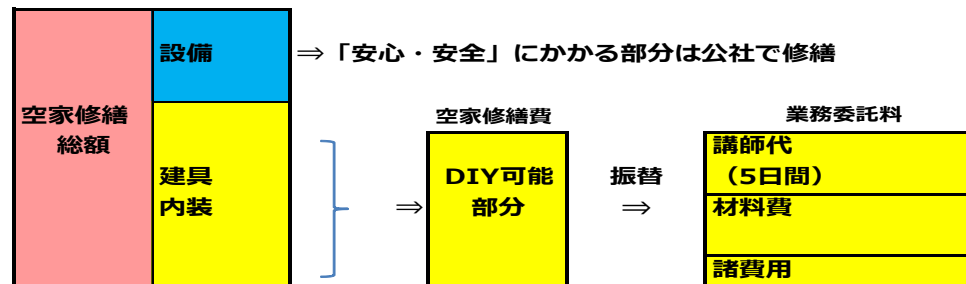 設備
⇒「安心・安全」にかかる部分は公社で修繕
空家修繕
総額
建具
内装
⇒
空家修繕費
DIY可能
部分
振替
⇒
業務委託料
講師代
（5日間）
材料費
諸費用